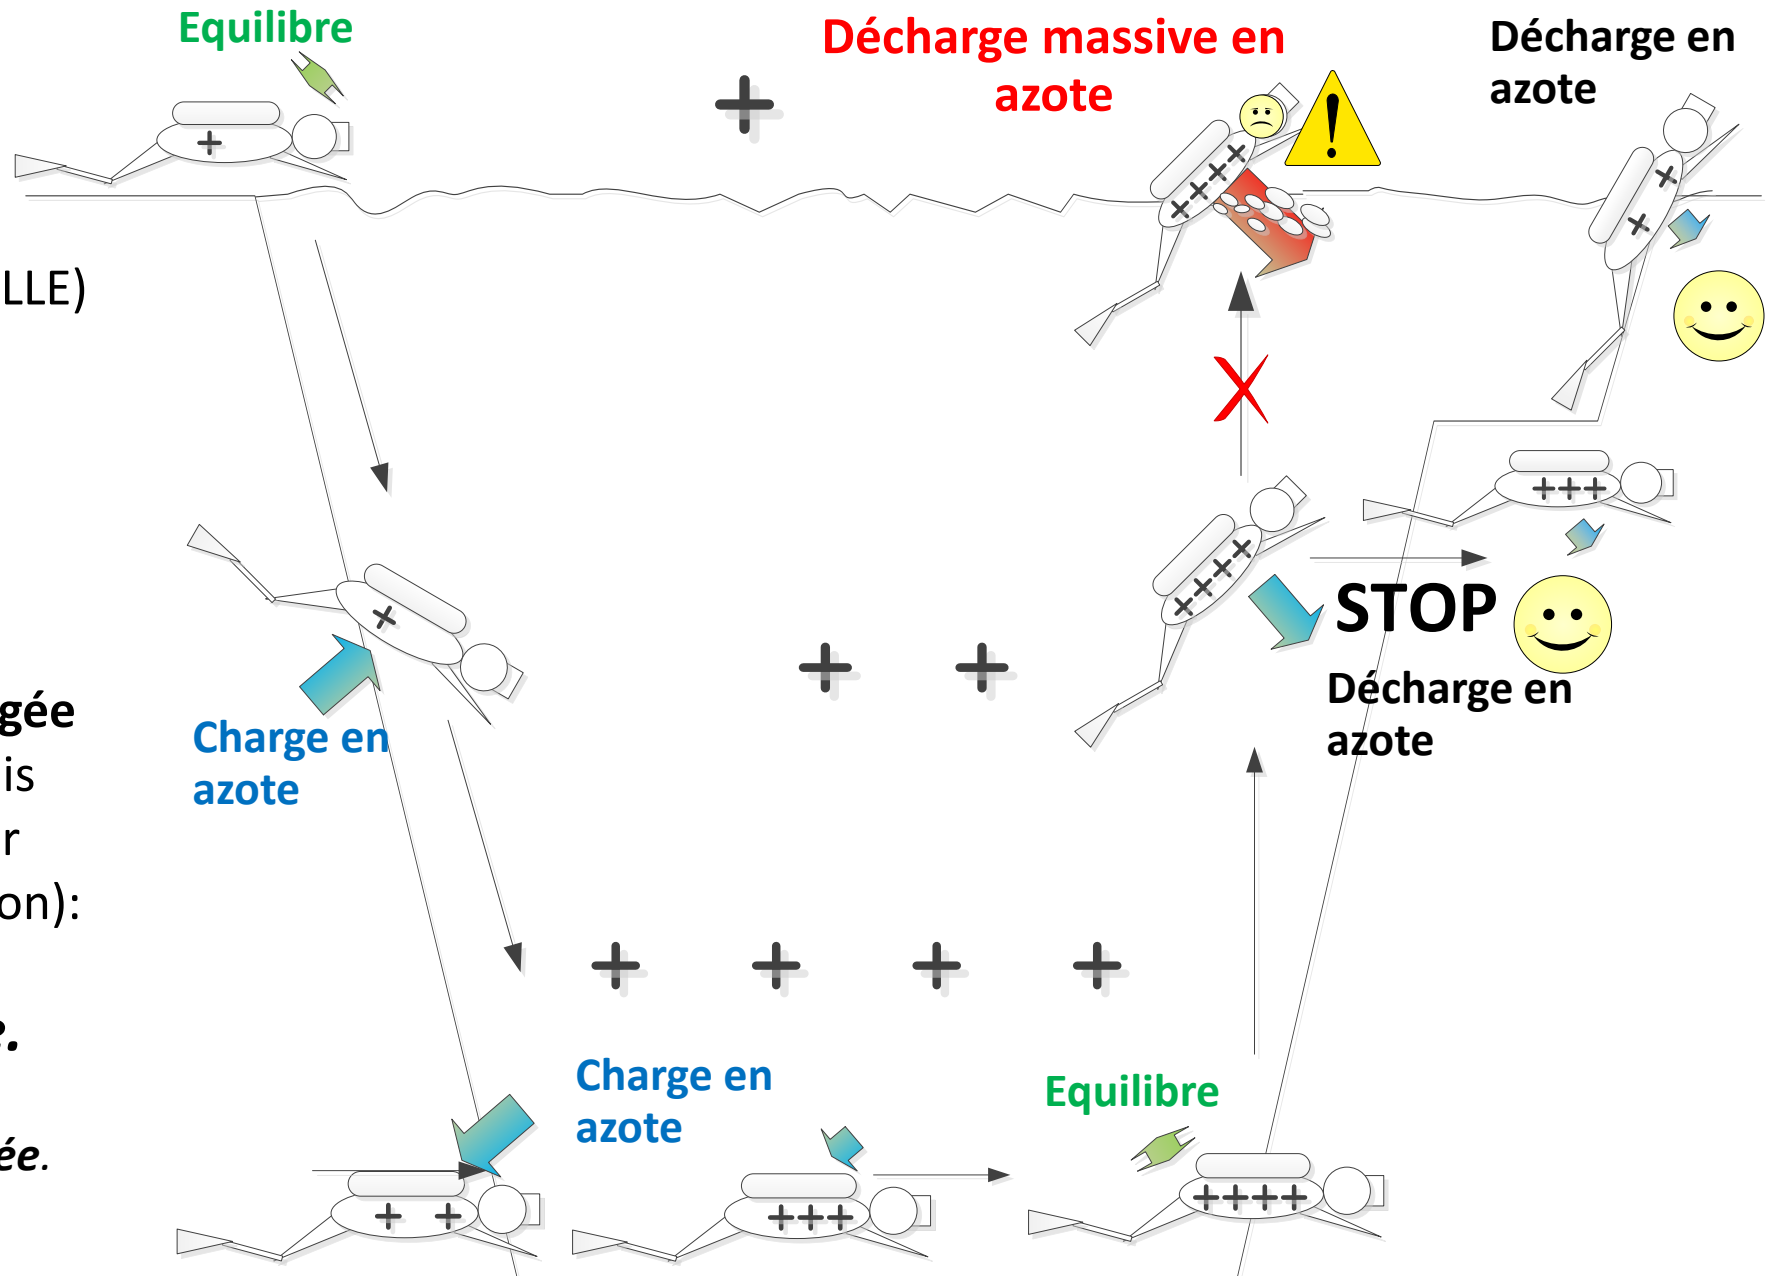 Equilibre
Décharge massive en
azote
Décharge en
azote
LLE)
gée
is
r
on):
e.
ée.
Charge en
azote
STOP
Décharge en
azote
Charge en
azote
Equilibre